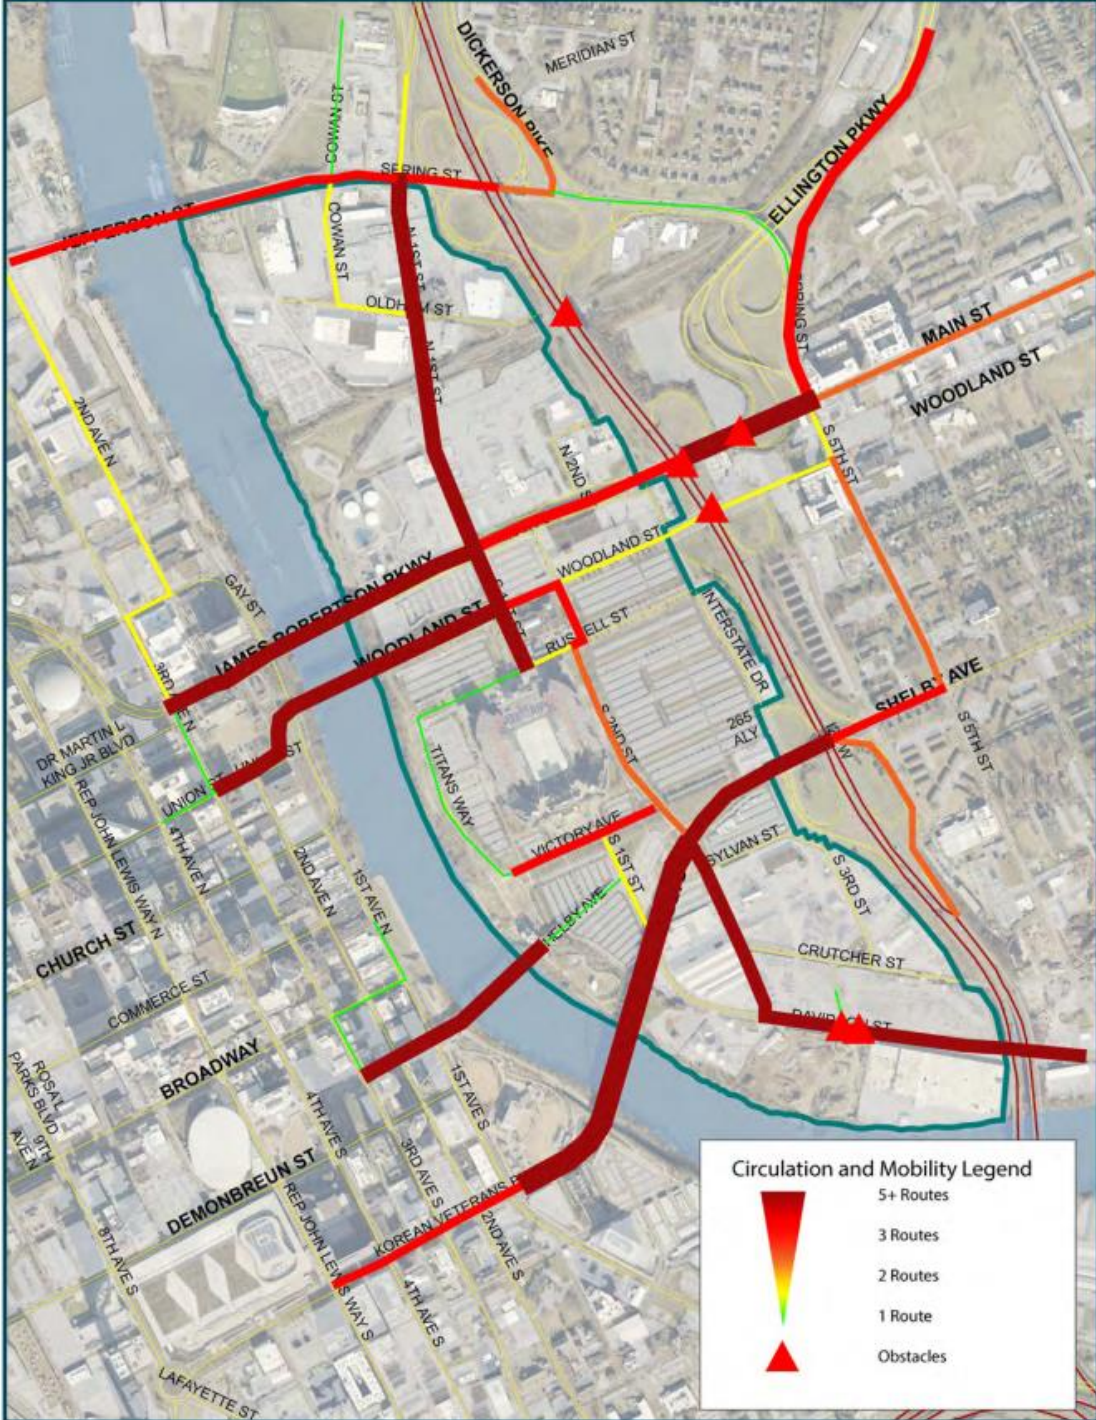 DICKERSON PIKE
MERIDIAN ST
COWAN ST
ELLINGTON PKWY
SPRING ST
JEFFERSON ST
COWAN ST
N 1ST ST
OLDHAM ST
SPRING ST
MAIN ST
N 1ST ST
WOODLAND ST
2ND AVE N
S 5TH ST
N 2ND S
WOODLAND ST
GAY ST
JAMES ROBERTSON PKWY
WOODLAND ST
S 1ST ST
RUSSELL ST
INTERSTATE DR
3RD AVE N
SHELBY AVE
DR MARTIN L
KING JR BLVD
265
ALY
S 2ND ST
S 5TH ST
UNION ST
TITANS WAY
REP JOHN LEWIS WAY N
4TH AVE N
VICTORY AVE
S 1ST ST
SYLVAN ST
2ND AVE N
1ST AVE N
S 3RD ST
CHURCH ST
SHELBY AVE
CRUTCHER ST
COMMERCE ST
DAVIDSON ST
BROADWAY
ROSA L
PARKS BLVD
9TH
AVE N
1ST AVE S
4TH AVE S
3RD AVE S
DEMONBREUN ST
REP JOHN LEWIS WAY S
KOREAN VETERANS B
2ND AVE S
8TH AVE S
4TH AVE S
LAFAYETTE ST
Circulation and Mobility Legend
5+ Routes
3 Routes
2 Routes
1 Route
Obstacles